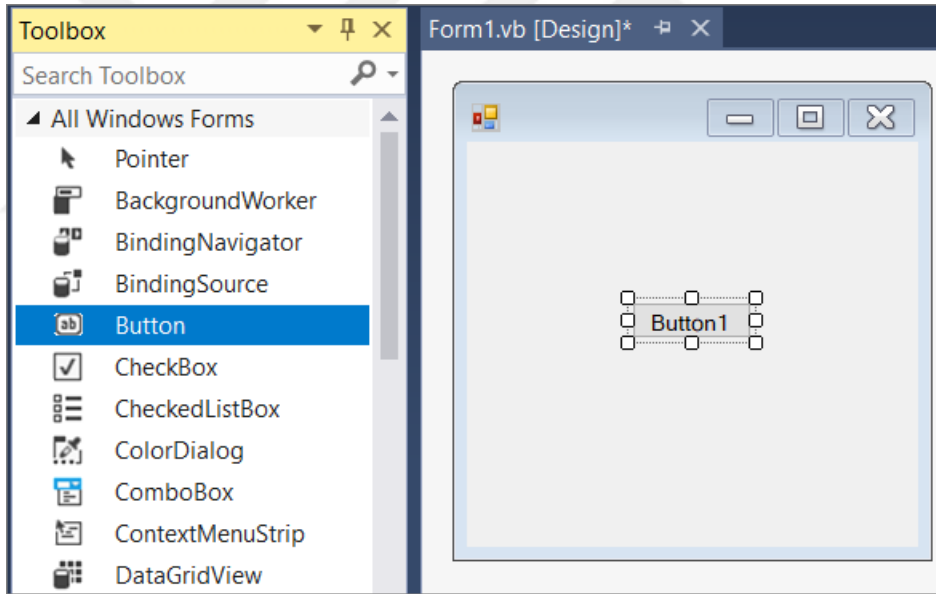 Toolbox
Form1.vb [Design]*
Search Toolbox
All Windows Forms
Pointer
BackgroundWorker
BindingNavigator
BindingSource
ab
Button
Button1
CheckBox
CheckedListBox
ColorDialog
ComboBox
ContextMenuStrip
DataGridView